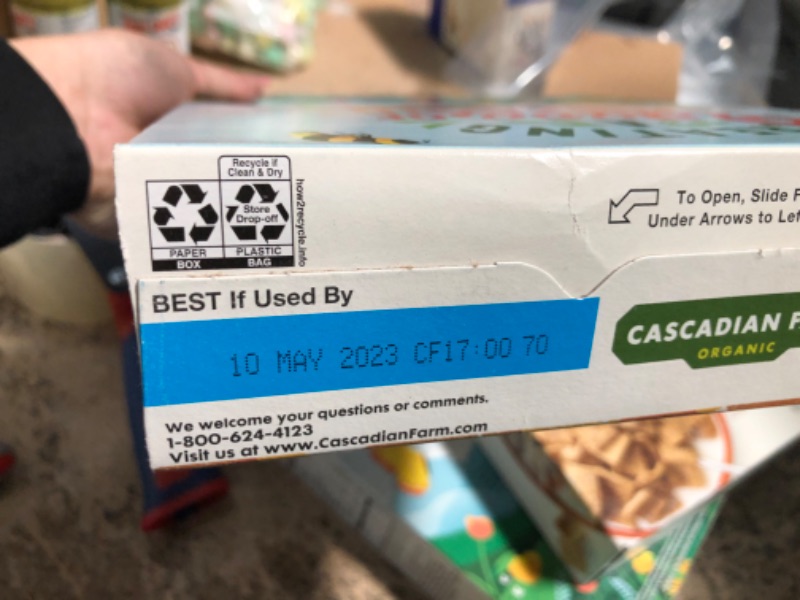 Recycle if
Clean & Dry
Store
Drop-off
PAPER
BOX
PLASTIC
BAG
how2recycle.info
To Open, Slide
Under Arrows to
BEST If Used By
10 MAY 2023 CF17:00 70
CASCADIAN
ORGANIC
We welcome your questions or comments.
1-800-624-4123
Visit us at www.CascadianFarm.com